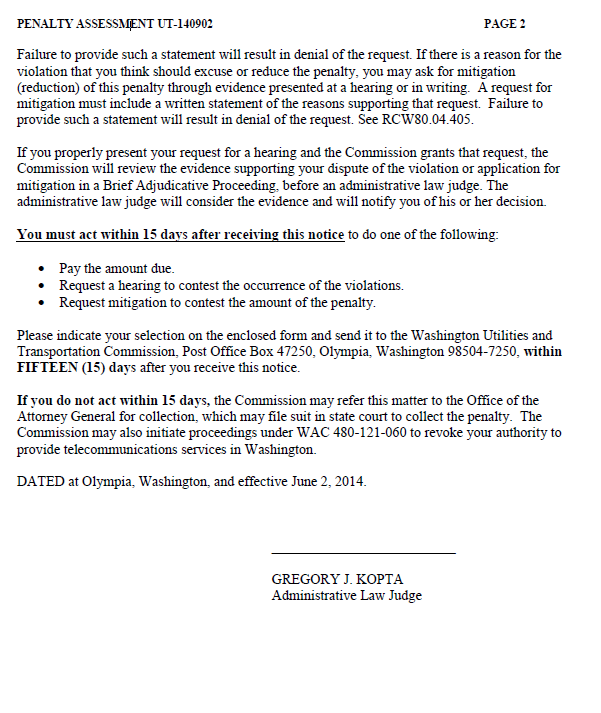 PENALTY ASSESSMENT UT-140902 PAGE 2
Failure to provide such a statement will result in denial of the request. If there is a reason for the
violation that you think should excuse or reduce the penalty, you may ask for mitigation
(reduction) of this penalty through evidence presented at a hearing or in writing.  A request for
mitigation must include a written statement of the reasons supporting that request.  Failure to
provide such a statement will result in denial of the request. See RCW80.04.405.
If you properly present your request for a hearing and the Commission grants that request, the
Commission will review the evidence supporting your dispute of the violation or application for
mitigation in a Brief Adjudicative Proceeding, before an administrative law judge. The
administrative law judge will consider the evidence and will notify you of his or her decision.
You must act within 15 days after receiving this notice to do one of the following:
• Pay the amount due.
• Request a hearing to contest the occurrence of the violations.
• Request mitigation to contest the amount of the penalty.
Please indicate your selection on the enclosed form and send it to the Washington Utilities and
Transportation Commission, Post Office Box 47250, Olympia, Washington 98504-7250, within
FIFTEEN (15) days after you receive this notice.
If you do not act within 15 days, the Commission may refer this matter to the Office of the
Attorney General for collection, which may file suit in state court to collect the penalty.  The
Commission may also initiate proceedings under WAC 480-121-060 to revoke your authority to
provide telecommunications services in Washington.
DATED at Olympia, Washington, and effective June 2, 2014.
GREGORY J. KOPTA
Administrative Law Judge